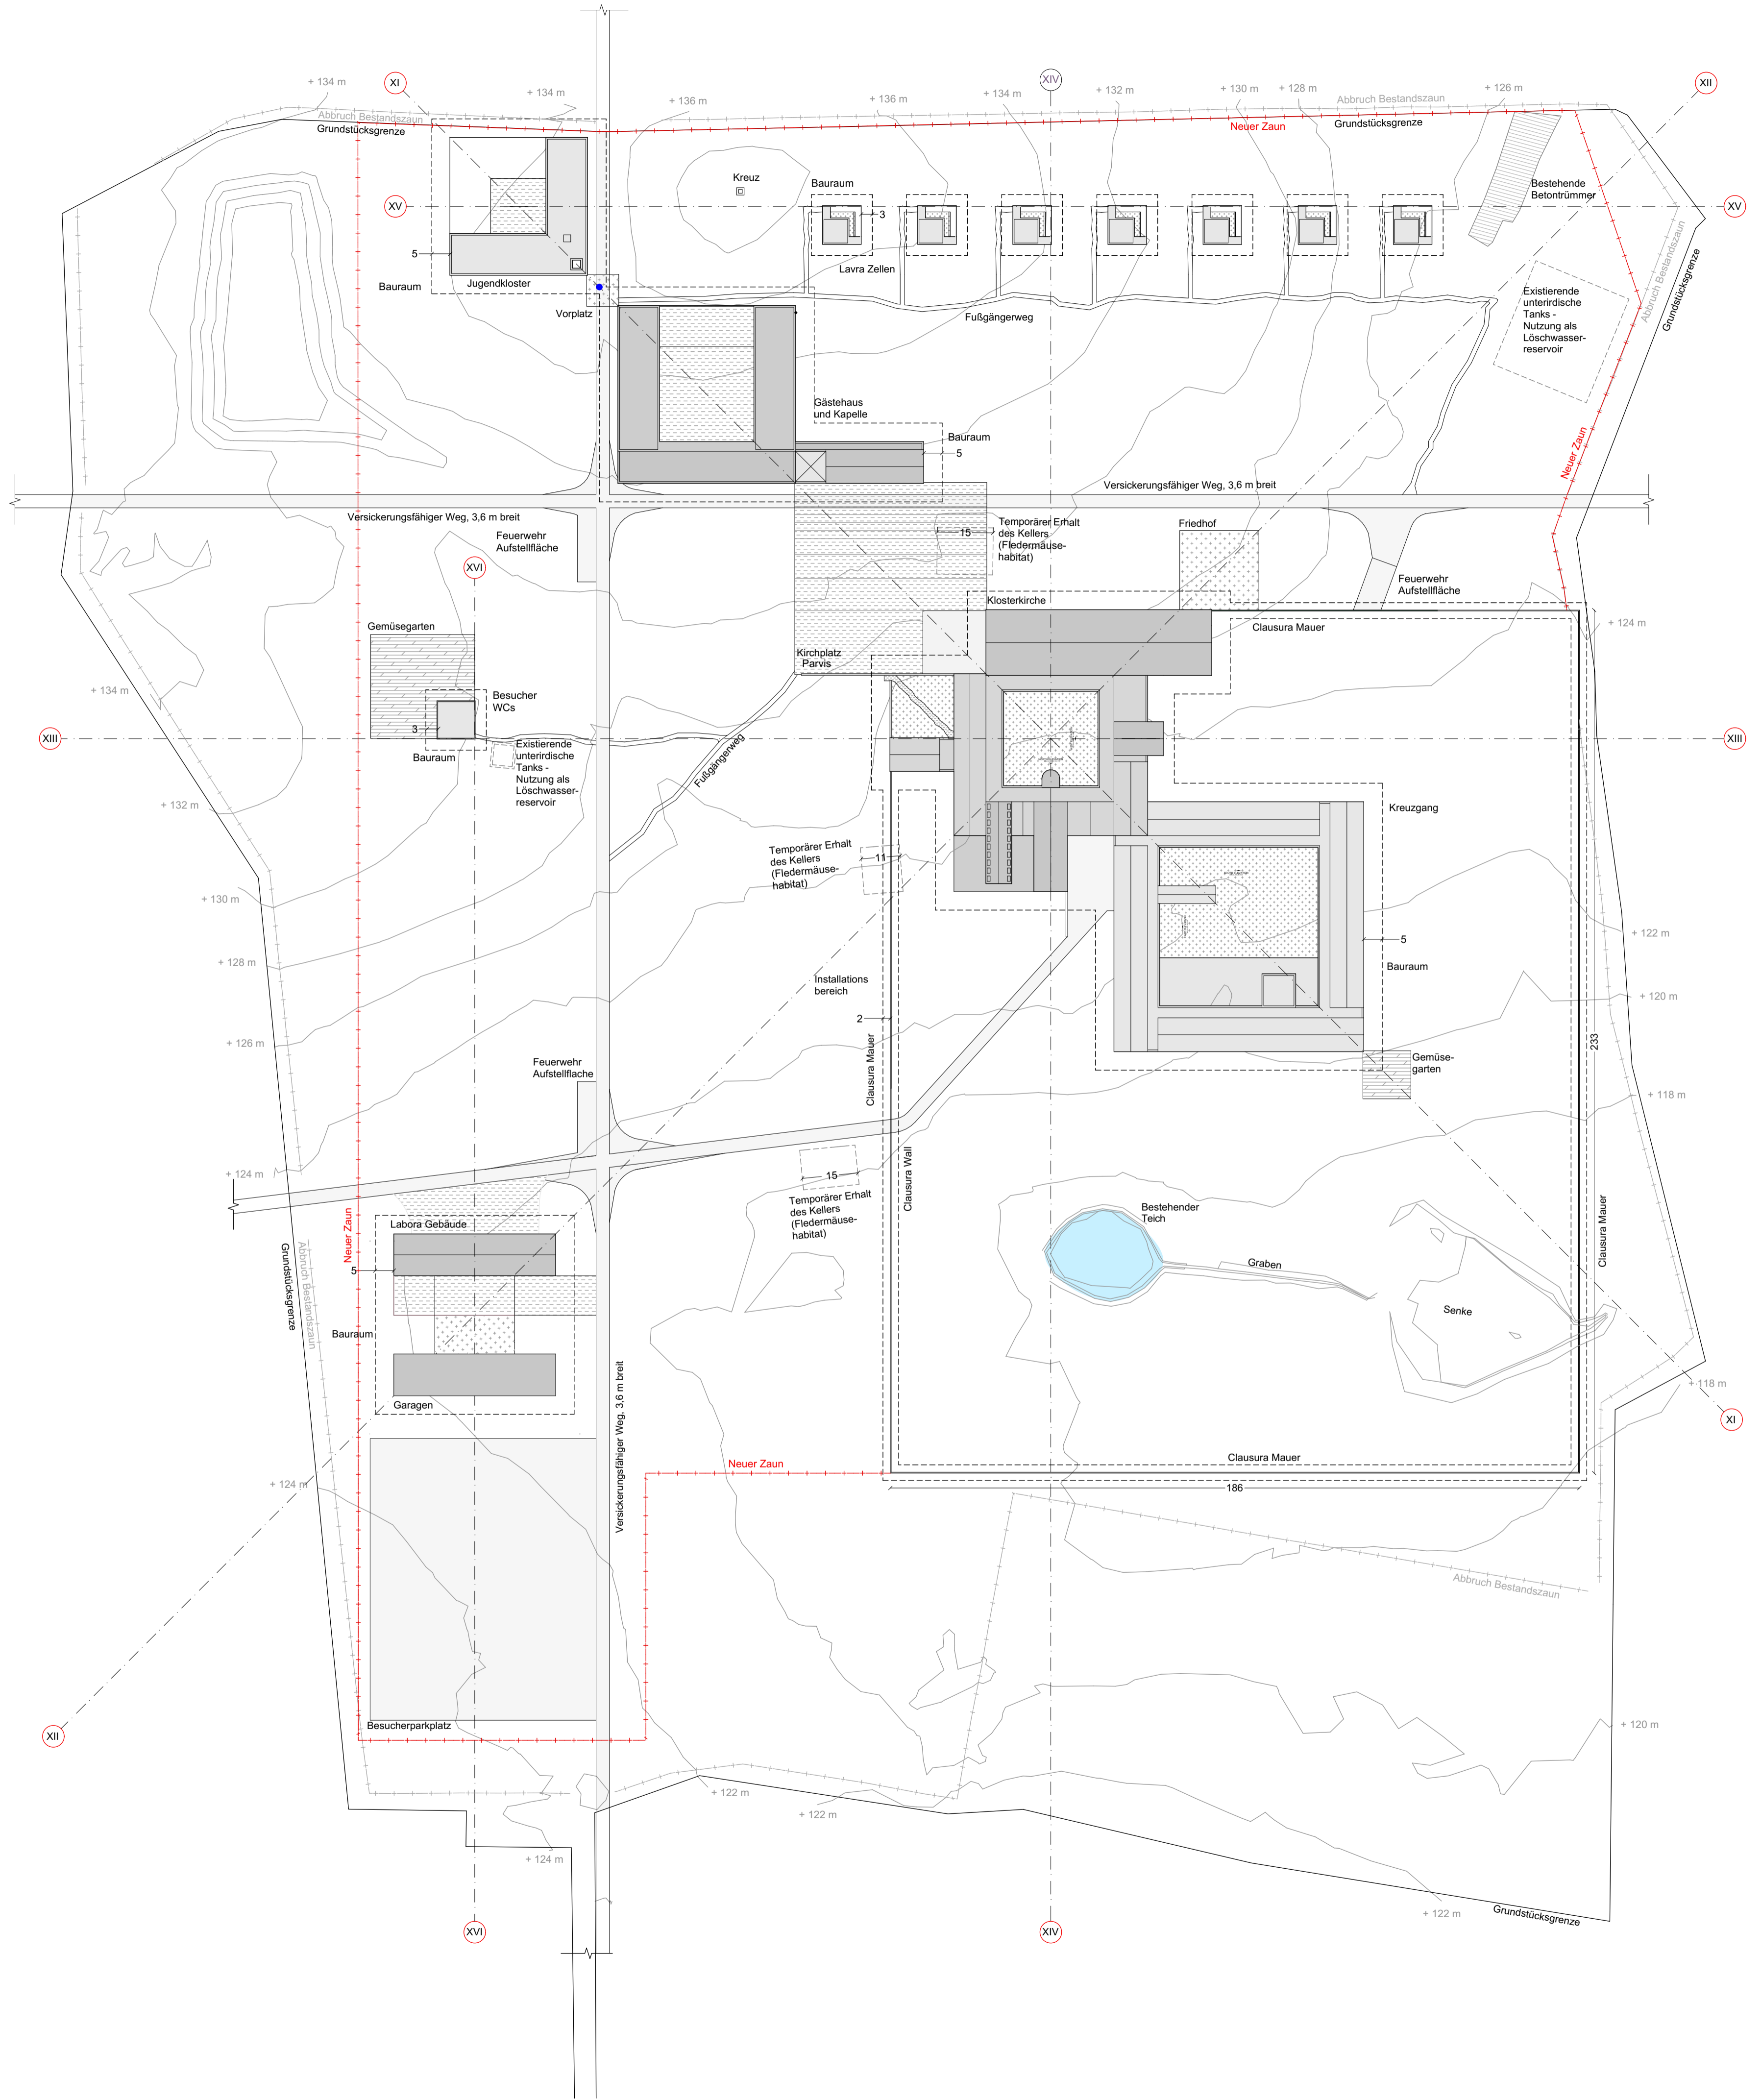 XI
XIV
XII
+ 134 m
+ 134 m
+ 136 m
+ 136 m
+ 134 m
+ 132 m
+ 130 m
+ 128 m
+ 126 m
Abbruch Bestandszaun
Abbruch Bestandszaun
Grundstücksgrenze
Neuer Zaun
Grundstücksgrenze
Kreuz
Bauraum
Bestehende
Betontrümmer
XV
3
XV
5
Lavra Zellen
Jugendkloster
Bauraum
Vorplatz
Fußgängerweg
Existierende
unterirdische
Tanks -
Nutzung als
Löschwasser-
reservoir
Abbruch Bestandszaun
Grundstücksgrenze
Gästehaus
und Kapelle
Bauraum
5
Neuer Zaun
Versickerungsfähiger Weg, 3,6 m breit
Versickerungsfähiger Weg, 3,6 m breit
Feuerwehr
Aufstellfläche
15
Temporärer Erhalt
des Kellers
(Fledermäuse-
habitat)
Friedhof
XVI
Feuerwehr
Aufstellfläche
Klosterkirche
Gemüsegarten
Clausura Mauer
+ 124 m
Kirchplatz
Parvis
+ 134 m
Besucher
WCs
3
XIII
XIII
Bauraum
Existierende
unterirdische
Tanks -
Nutzung als
Löschwasser-
reservoir
Fußgängerweg
+ 132 m
Kreuzgang
Temporärer Erhalt
des Kellers
(Fledermäuse-
habitat)
11
+ 130 m
+ 122 m
5
+ 128 m
Bauraum
Installations
bereich
+ 120 m
2
+ 126 m
Clausura Mauer
233
Feuerwehr
Aufstellflache
Gemüse-
garten
+ 118 m
+ 124 m
15
Clausura Wall
Temporärer Erhalt
des Kellers
(Fledermäuse-
habitat)
Bestehender
Teich
Clausura Mauer
Neuer Zaun
Labora Gebäude
Grundstücksgrenze
Abbruch Bestandszaun
5
Graben
Senke
Bauraum
+ 118 m
Garagen
XI
Versickerungsfähiger Weg, 3,6 m breit
Clausura Mauer
Neuer Zaun
+ 124 m
186
Abbruch Bestandszaun
Besucherparkplatz
XII
+ 120 m
+ 122 m
+ 122 m
+ 124 m
+ 122 m
Grundstücksgrenze
XVI
XIV